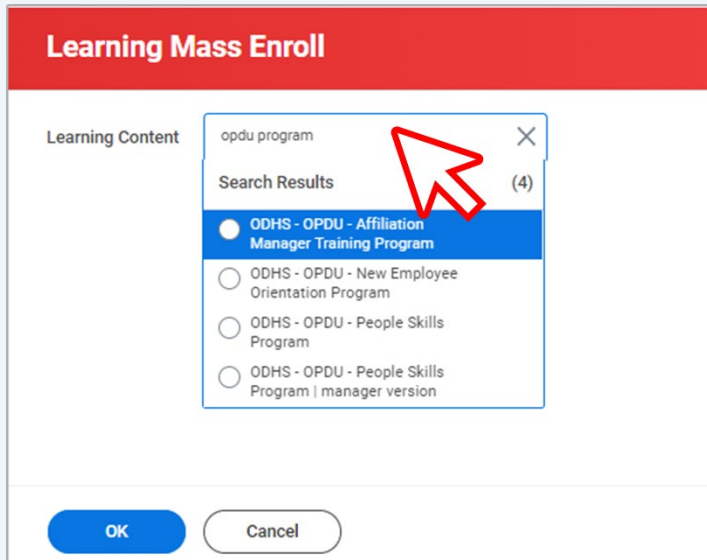 Learning Mass Enroll
Learning Content
opdu program
Search Results (4)
ODHS - OPDU - Affiliation
Manager Training Program
ODHS - OPDU - New Employee
Orientation Program
ODHS - OPDU - People Skills
Program
ODHS - OPDU - People Skills
Program | manager version
OK
Cancel